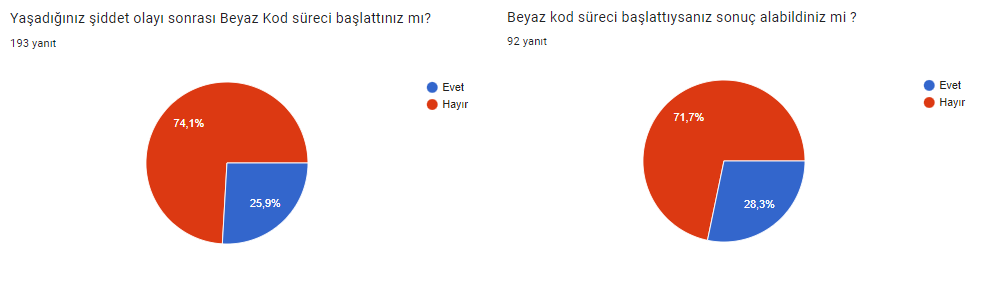 Yaşadığınız şiddet olayı sonrası Beyaz Kod süreci başlattınız mı?
193 yanıt
Evet
Hayır
74,1%
25,9%
Beyaz kod süreci başlattıysanız sonuç alabildiniz mi ?
92 yanıt
Evet
Hayır
71,7%
28,3%